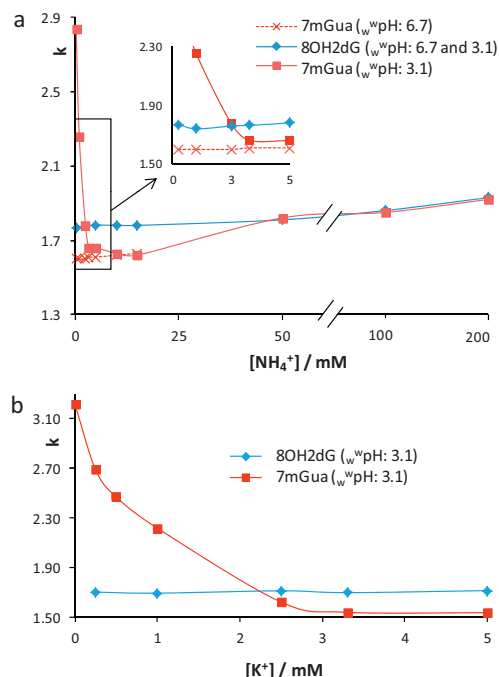 a
7mGua (wʷpH: 6.7)
8OH2dG (wʷpH: 6.7 and 3.1)
7mGua (wʷpH: 3.1)
k
2.9
2.5
2.1
1.7
1.3
2.30
1.90
1.50
0 1 3 5
0 25 50 100 200
[NH₄⁺] / mM
b
8OH2dG (wʷpH: 3.1)
7mGua (wʷpH: 3.1)
k
3.10
2.70
2.30
1.90
1.50
0 1 2 3 4 5
[K⁺] / mM